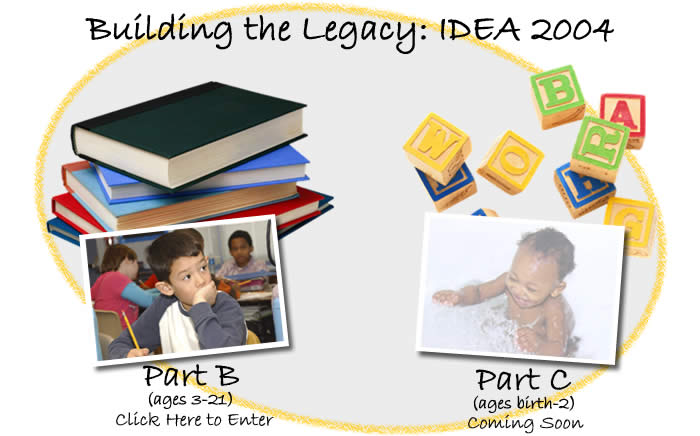 Building the Legacy: IDEA 2004
B
A
W
O
R
G
Part B
(ages 3-21)
Click Here to Enter
Part C
(ages birth-2)
Coming Soon